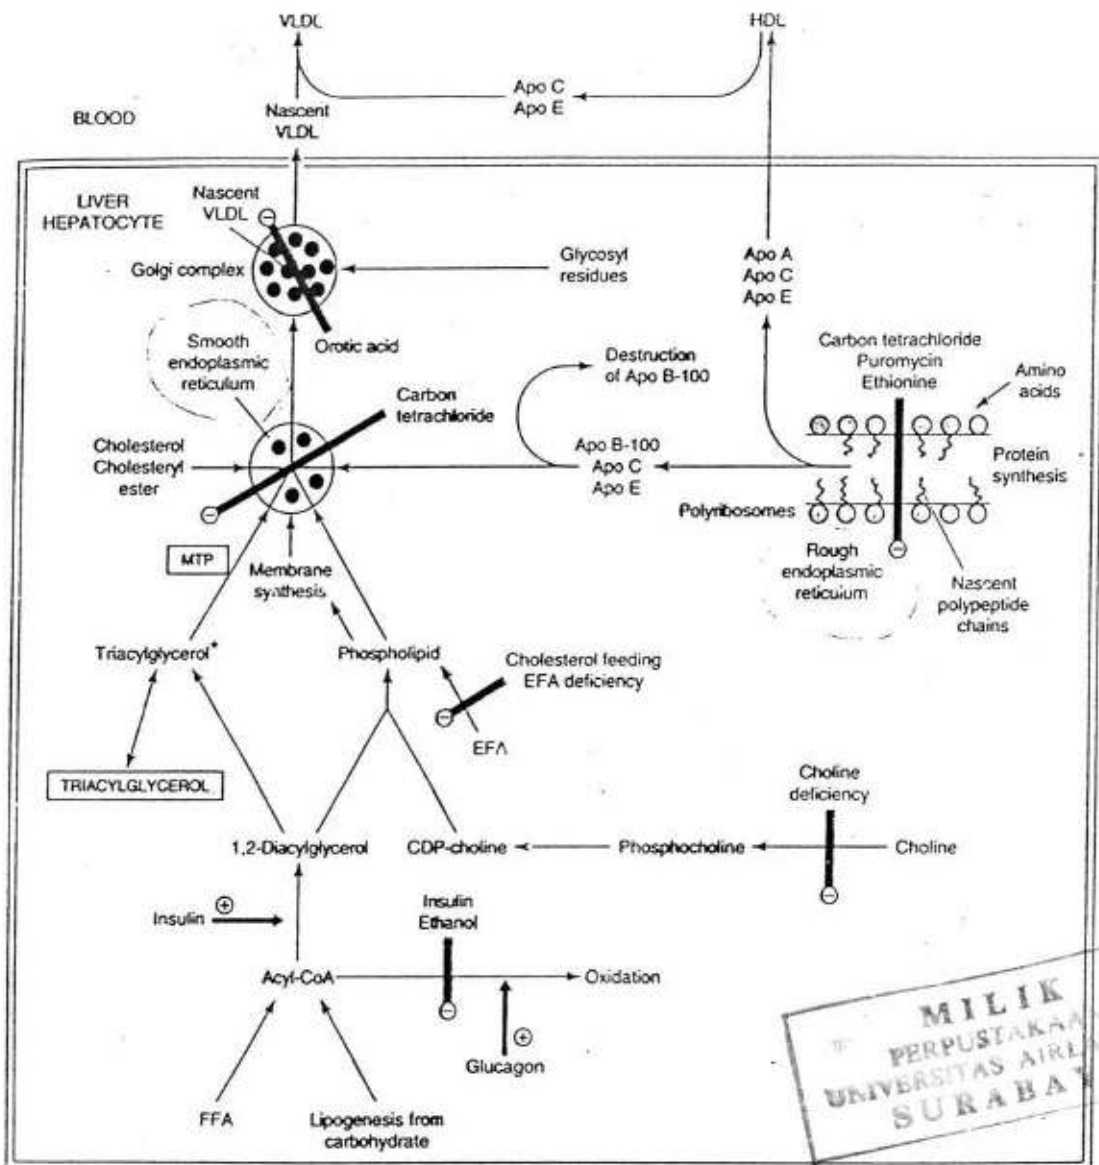 VLDL
HDL
Apo C
Apo E
BLOOD
Nascent
VLDL
LIVER
HEPATOCYTE
Nascent
VLDL
Golgi complex
Glycosyl
residues
Apo A
Apo C
Apo E
Smooth
endoplasmic
reticulum
Orotic acid
Destruction
of Apo B-100
Carbon tetrachloride
Puromycin
Ethionine
Amino
acids
Carbon
tetrachloride
Cholesterol
Cholesteryl
ester
Apo B-100
Apo C
Apo E
Protein
synthesis
Polyribosomes
MTP
Membrane
synthesis
Rough
endoplasmic
reticulum
Nascent
polypeptide
chains
Triacylglycerol*
Phospholipid
Cholesterol feeding
EFA deficiency
EFA
TRIACYLGLYCEROL
Choline
deficiency
1,2-Diacylglycerol
CDP-choline
Phosphocholine
Choline
Insulin
+
Insulin
Ethanol
Acyl-CoA
Oxidation
+
Glucagon
FFA
Lipogenesis from
carbohydrate
MILIK
PERPUSTAKAA
UNIVERSITAS AIRL
SURABAY